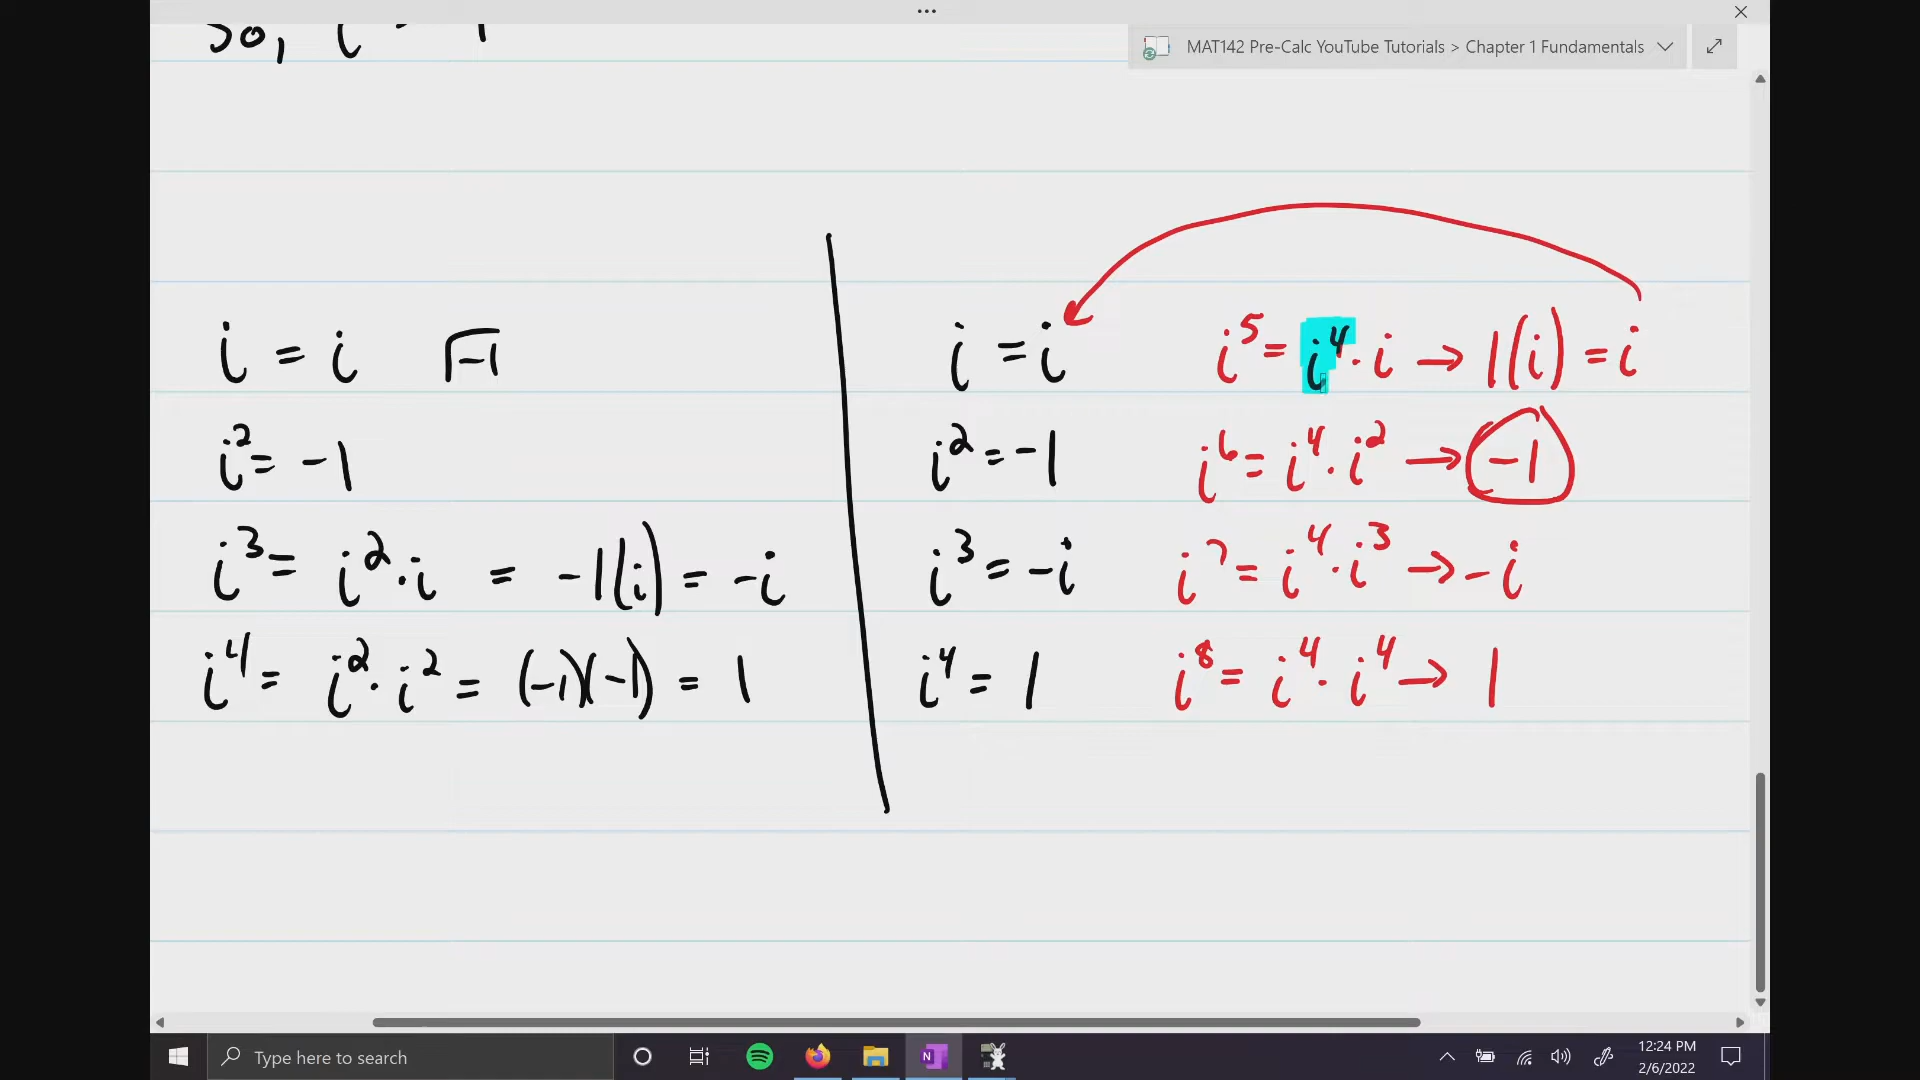 So, i
MAT142 Pre-Calc YouTube Tutorials > Chapter 1 Fundamentals
i = i √-1
i² = -1
i³ = i² · i = -1(i) = -i
i⁴ = i² · i² = (-1)(-1) = 1
i = i i⁵ = i⁴ · i → 1(i) = i
i² = -1 i⁶ = i⁴ · i² → -1
i³ = -i i⁷ = i⁴ · i³ → -i
i⁴ = 1 i⁸ = i⁴ · i⁴ → 1
Type here to search
N
12:24 PM
2/6/2022